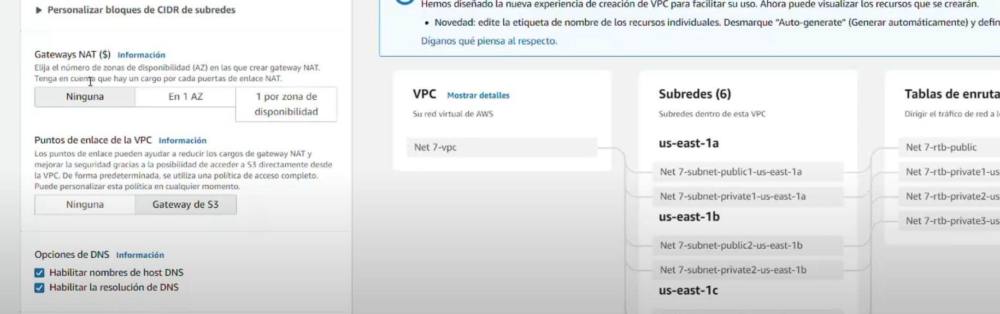 Personalizar bloques de CIDR de subredes
Gateways NAT ($) Información
Elija el número de zonas de disponibilidad (AZ) en las que crear gateway NAT.
Tenga en cuenta que hay un cargo por cada puertas de enlace NAT.
Ninguna
En 1 AZ
1 por zona de
disponibilidad
Puntos de enlace de la VPC Información
Los puntos de enlace pueden ayudar a reducir los cargos de gateway NAT y
mejorar la seguridad gracias a la posibilidad de acceder a S3 directamente desde
la VPC. De forma predeterminada, se utiliza una política de acceso completo.
Puede personalizar esta política en cualquier momento.
Ninguna
Gateway de S3
Opciones de DNS Información
Habilitar nombres de host DNS
Habilitar la resolución de DNS
Hemos diseñado la nueva experiencia de creación de VPC para facilitar su uso. Ahora puede visualizar los recursos que se crearán.
• Novedad: edite la etiqueta de nombre de los recursos individuales. Desmarque "Auto-generate" (Generar automáticamente) y defin
Díganos qué piensa al respecto.
VPC Mostrar detalles
Su red virtual de AWS
Net 7-vpc
Subredes (6)
Subredes dentro de esta VPC
us-east-1a
Net 7-subnet-public1-us-east-1a
Net 7-subnet-private1-us-east-1a
us-east-1b
Net 7-subnet-public2-us-east-1b
Net 7-subnet-private2-us-east-1b
us-east-1c
Tablas de enruta
Dirigir el tráfico de red a l
Net 7-rtb-public
Net 7-rtb-private1-us
Net 7-rtb-private2-us
Net 7-rtb-private3-us